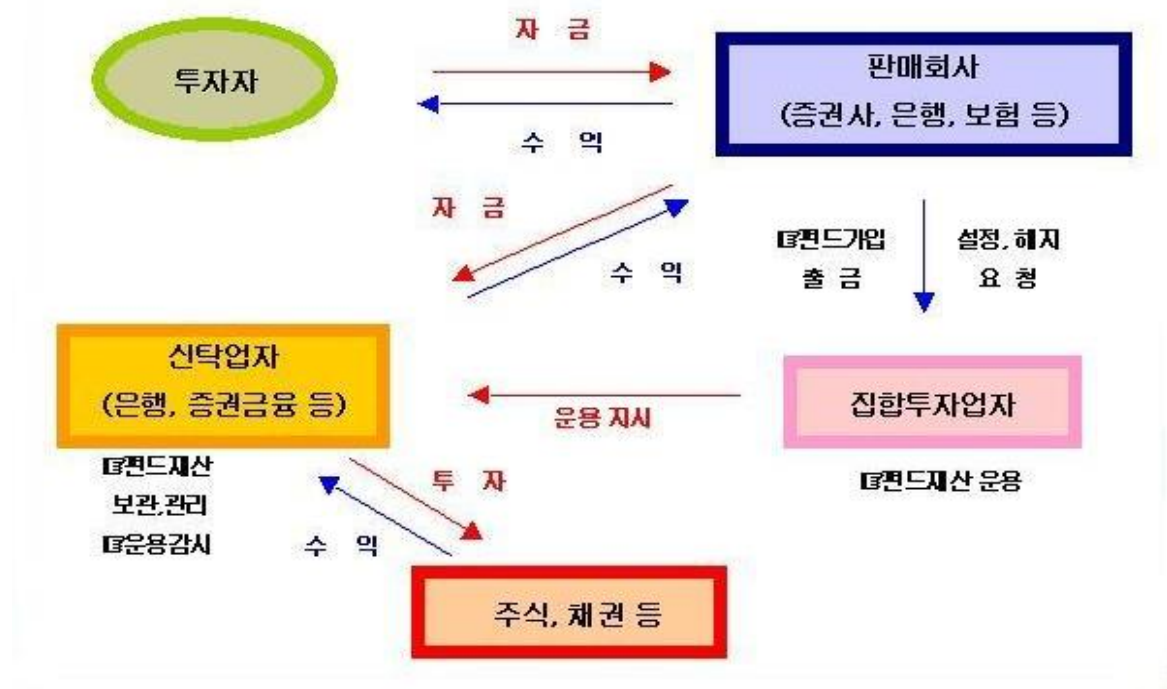 자 금
투자자
판매회사
(증권사, 은행, 보험 등)
수 익
자 금
수 익
☞펀드가입
출 금
설정, 해지
요 청
신탁업자
(은행, 증권금융 등)
운용 지시
집합투자업자
☞펀드재산
보관,관리
☞운용감시
☞펀드재산 운용
투 자
수 익
주식, 채권 등